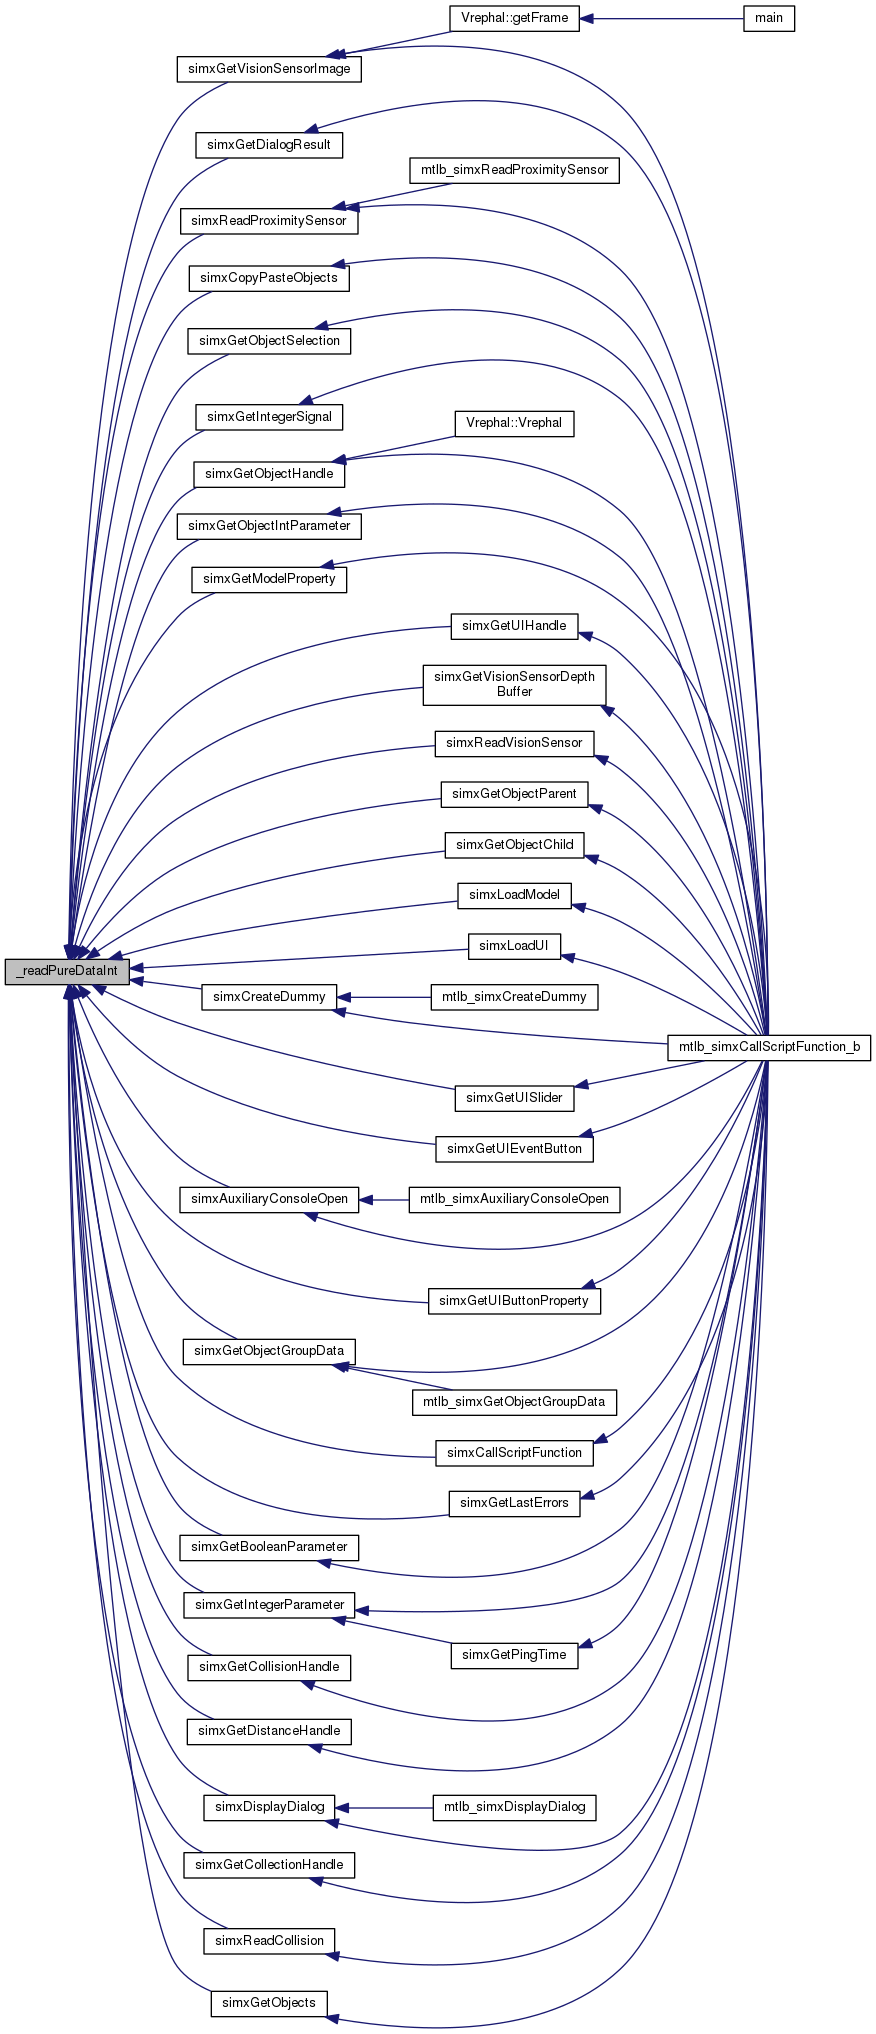 Vrephal::getFrame
main
simxGetVisionSensorImage
simxGetDialogResult
mtlb_simxReadProximitySensor
simxReadProximitySensor
simxCopyPasteObjects
simxGetObjectSelection
simxGetIntegerSignal
Vrephal::Vrephal
simxGetObjectHandle
simxGetObjectIntParameter
simxGetModelProperty
simxGetUIHandle
simxGetVisionSensorDepth
Buffer
simxReadVisionSensor
simxGetObjectParent
simxGetObjectChild
simxLoadModel
simxLoadUI
_readPureDataInt
simxCreateDummy
mtlb_simxCreateDummy
mtlb_simxCallScriptFunction_b
simxGetUISlider
simxGetUIEventButton
simxAuxiliaryConsoleOpen
mtlb_simxAuxiliaryConsoleOpen
simxGetUIButtonProperty
simxGetObjectGroupData
mtlb_simxGetObjectGroupData
simxCallScriptFunction
simxGetLastErrors
simxGetBooleanParameter
simxGetIntegerParameter
simxGetPingTime
simxGetCollisionHandle
simxGetDistanceHandle
simxDisplayDialog
mtlb_simxDisplayDialog
simxGetCollectionHandle
simxReadCollision
simxGetObjects